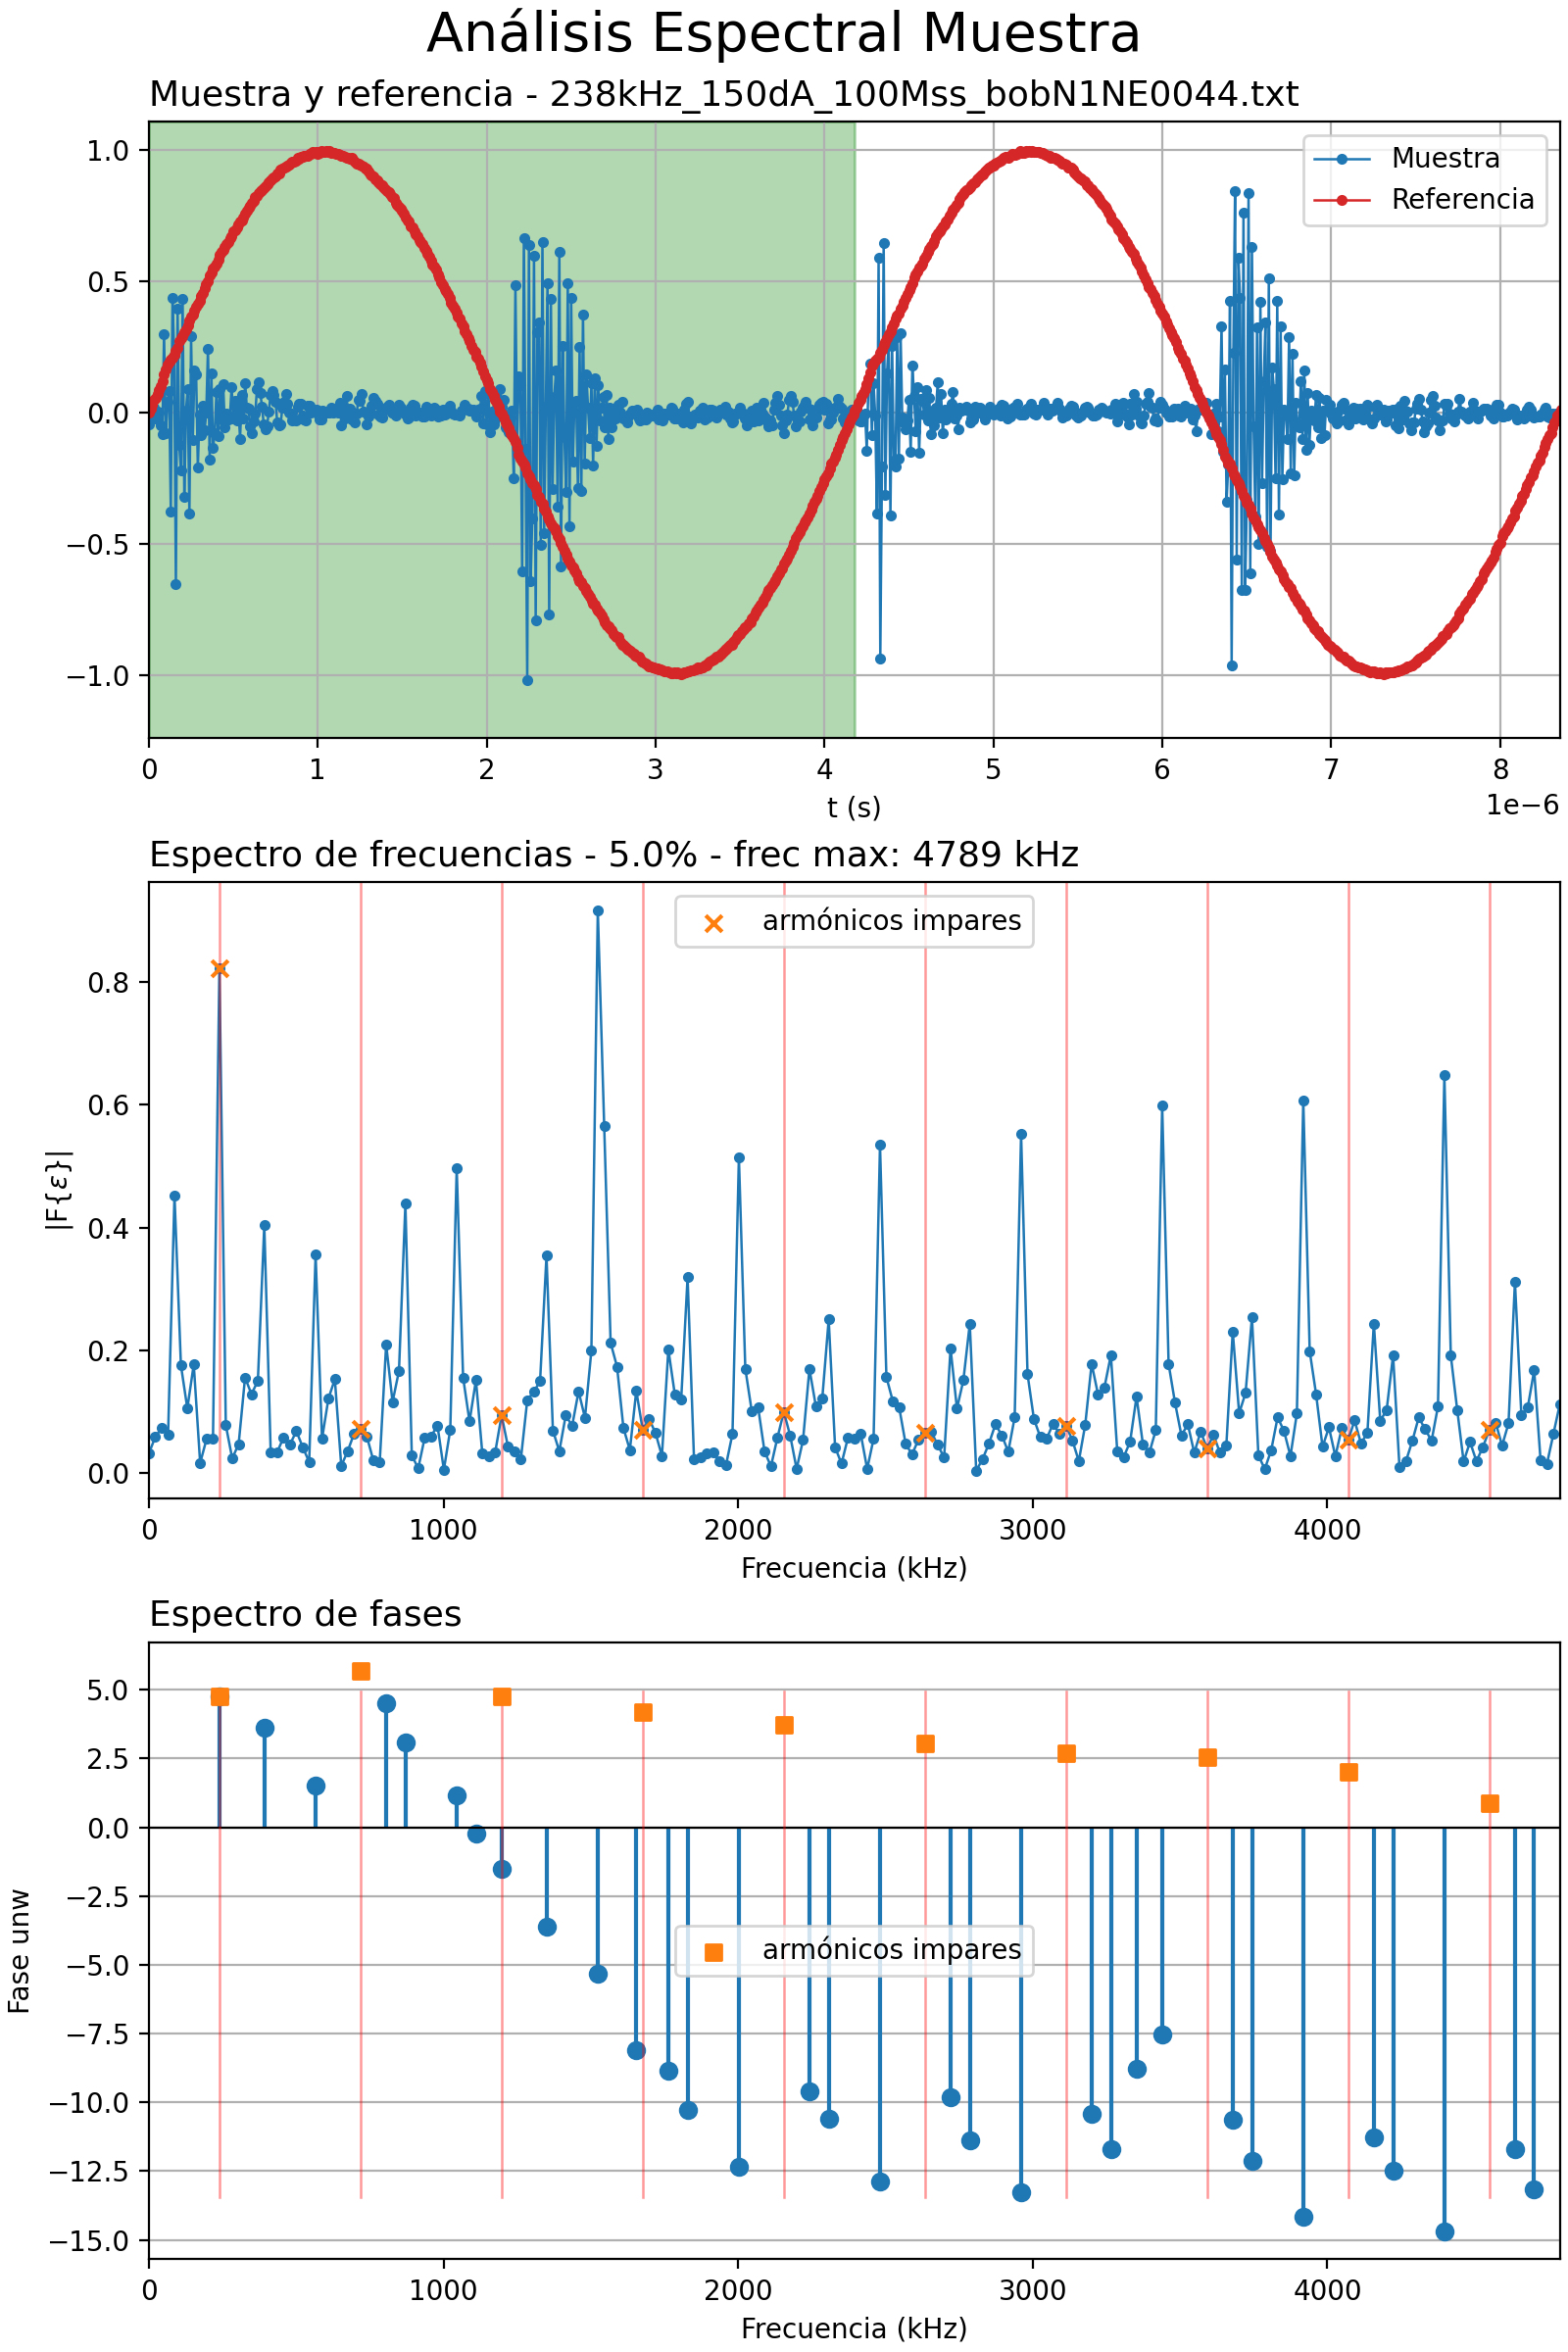 Análisis Espectral Muestra
Muestra y referencia - 238kHz_150dA_100Mss_bobN1NE0044.txt
Muestra
Referencia
1.0
0.5
0.0
−0.5
−1.0
0 1 2 3 4 5 6 7 8
t (s)
1e−6
Espectro de frecuencias - 5.0% - frec max: 4789 kHz
armónicos impares
|F{ε}|
0.8
0.6
0.4
0.2
0.0
0 1000 2000 3000 4000
Frecuencia (kHz)
Espectro de fases
Fase unw
5.0
2.5
0.0
−2.5
−5.0
−7.5
−10.0
−12.5
−15.0
armónicos impares
0 1000 2000 3000 4000
Frecuencia (kHz)